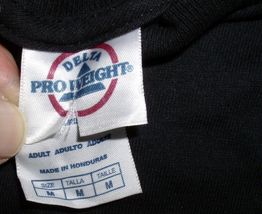 DELTA
PRO WEIGHT®
ADULT ADULTO ADULTE
MADE IN HONDURAS
SIZE TALLA TAILLE
M M M